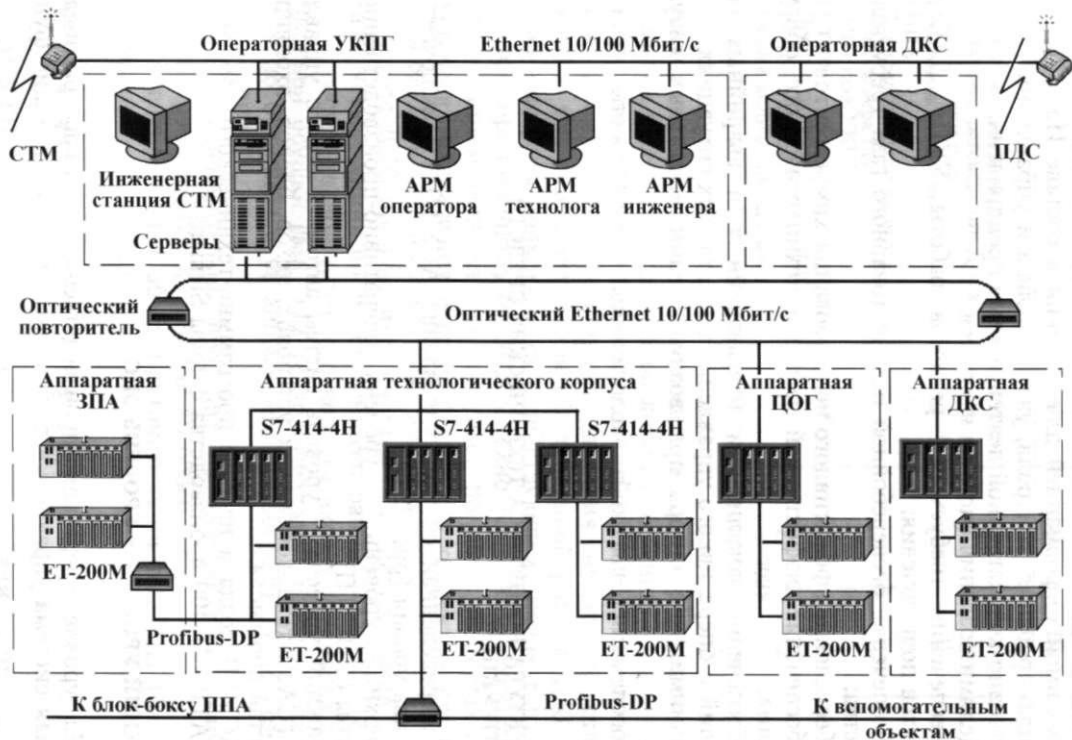 Операторная УКПГ
Ethernet 10/100 Мбит/с
Операторная ДКС
СТМ
ПДС
Инженерная
станция СТМ
АРМ
оператора
АРМ
технолога
АРМ
инженера
Серверы
Оптический
повторитель
Оптический Ethernet 10/100 Мбит/с
Аппаратная
ЗПА
Аппаратная технологического корпуса
Аппаратная
ЦОГ
Аппаратная
ДКС
S7-414-4H
S7-414-4H
S7-414-4H
ET-200M
Profibus-DP
ET-200M
ET-200M
ET-200M
ET-200M
ET-200M
К блок-боксу ППА
Profibus-DP
К вспомогательным
объектам